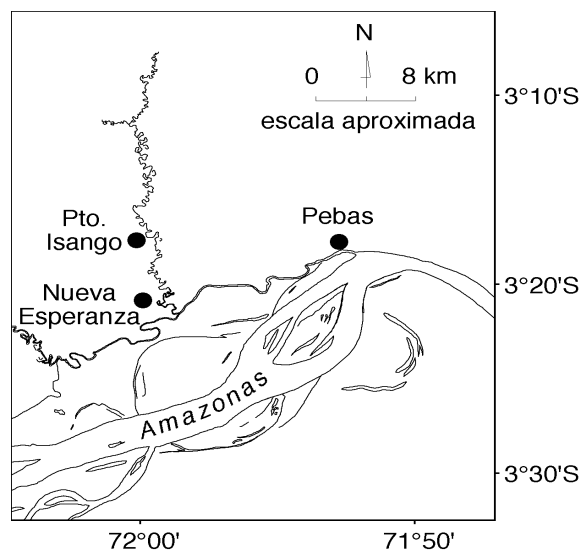 N
0 8 km
escala aproximada
3°10'S
Pto.
Isango
Pebas
Nueva
Esperanza
3°20'S
Amazonas
3°30'S
72°00'
71°50'